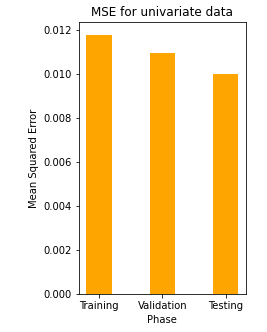 MSE for univariate data
Mean Squared Error
0.012
0.010
0.008
0.006
0.004
0.002
0.000
Training Validation Testing
Phase